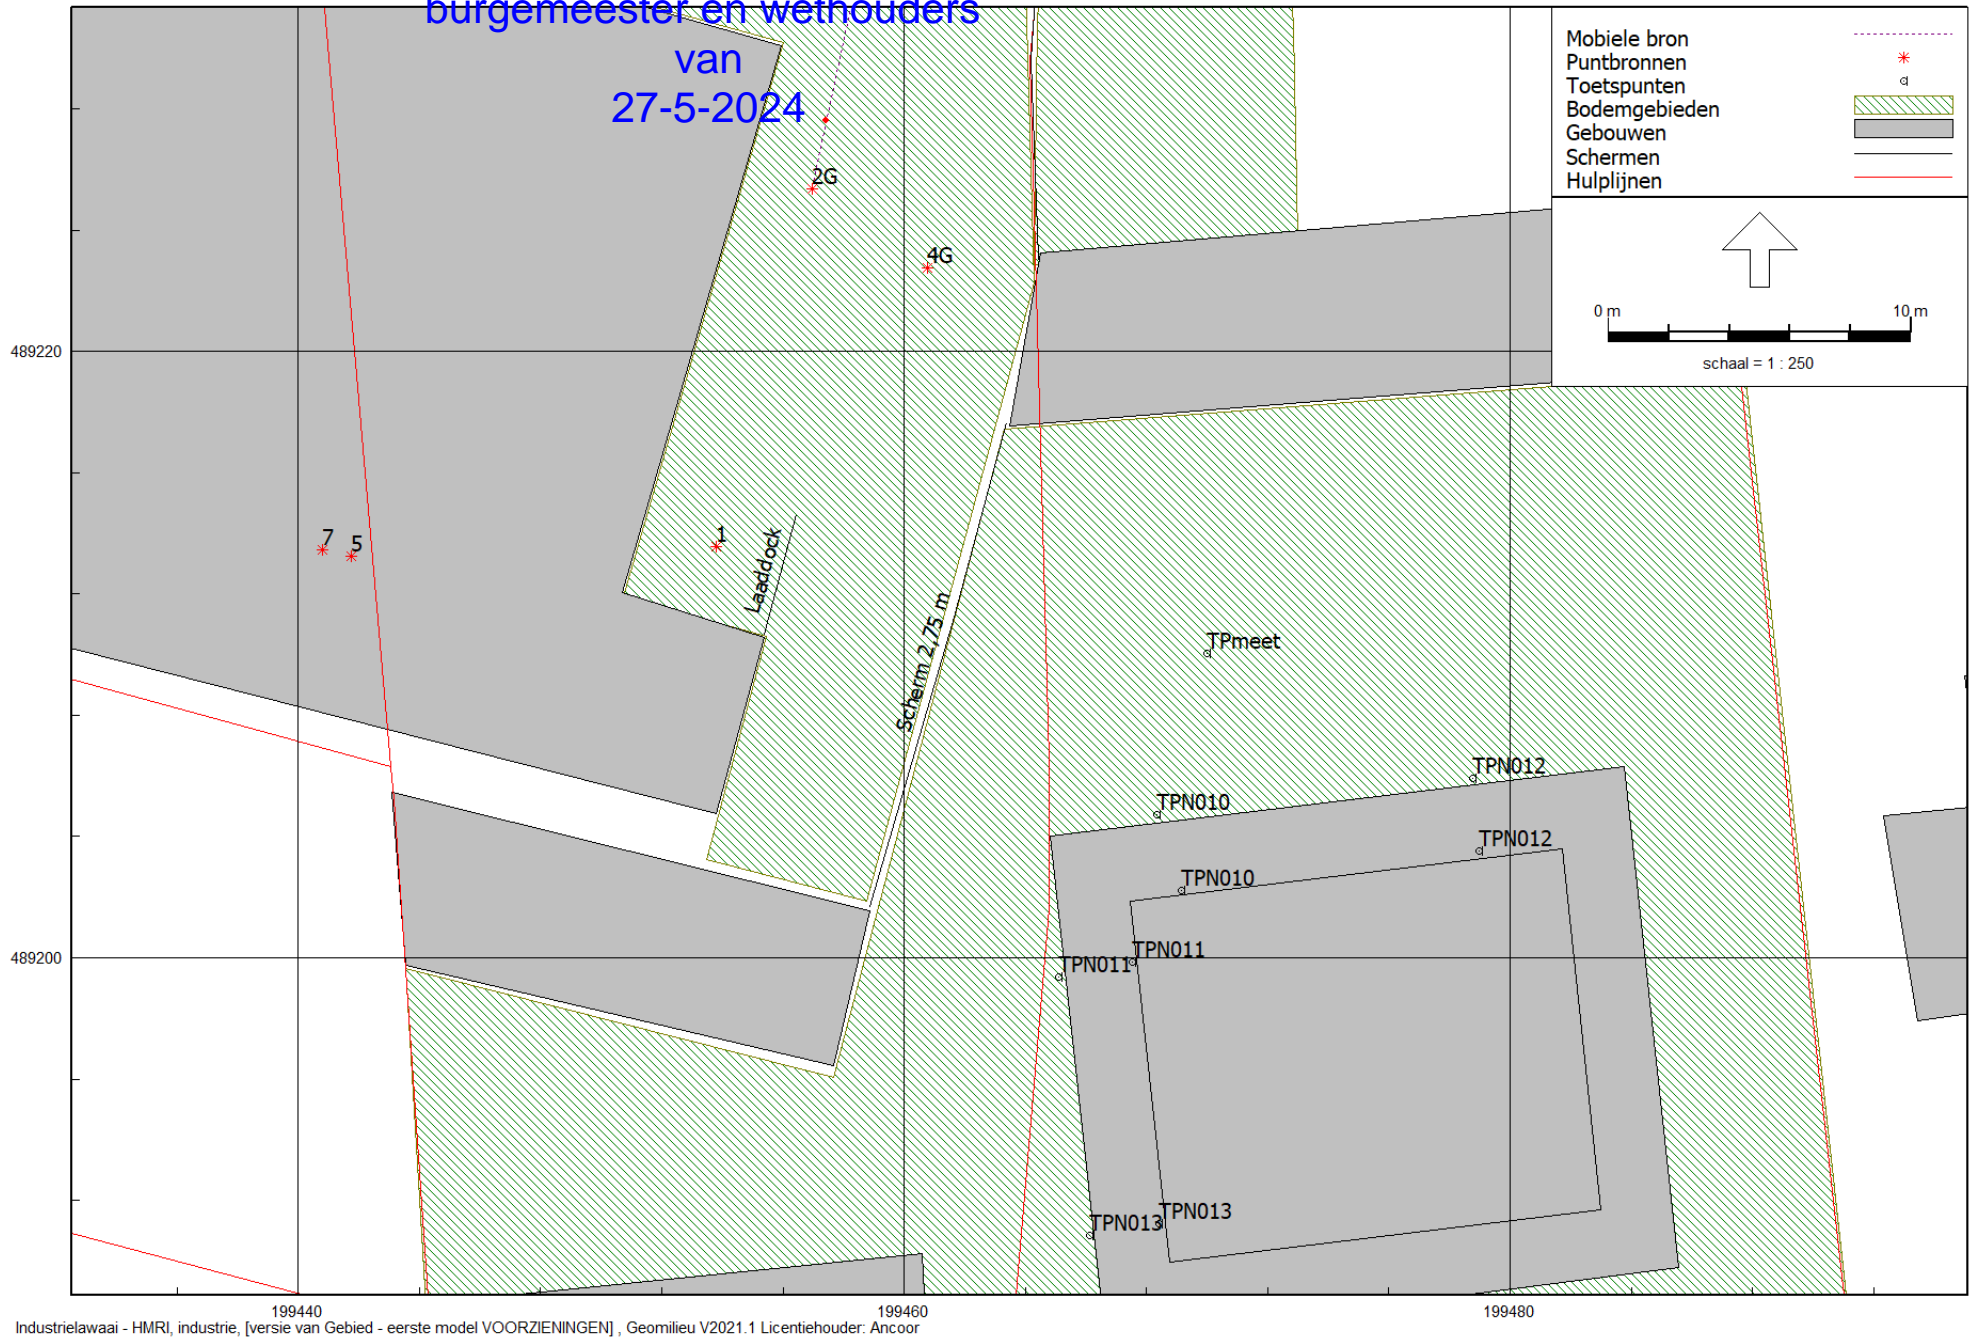 burgemeester en wethouders
van
27-5-2024
Mobiele bron
Puntbronnen
Toetspunten
Bodemgebieden
Gebouwen
Schermen
Hulplijnen
0 m 10 m
schaal = 1 : 250
2G
4G
489220
7
5
1
Laaddock
Scherm 2,75 m
TPmeet
TPN012
TPN010
TPN012
TPN010
TPN011
TPN011
489200
TPN013
TPN013
199440 199460 199480
Industrielawaai - HMRI, industrie, [versie van Gebied - eerste model VOORZIENINGEN] , Geomilieu V2021.1 Licentiehouder: Ancoor